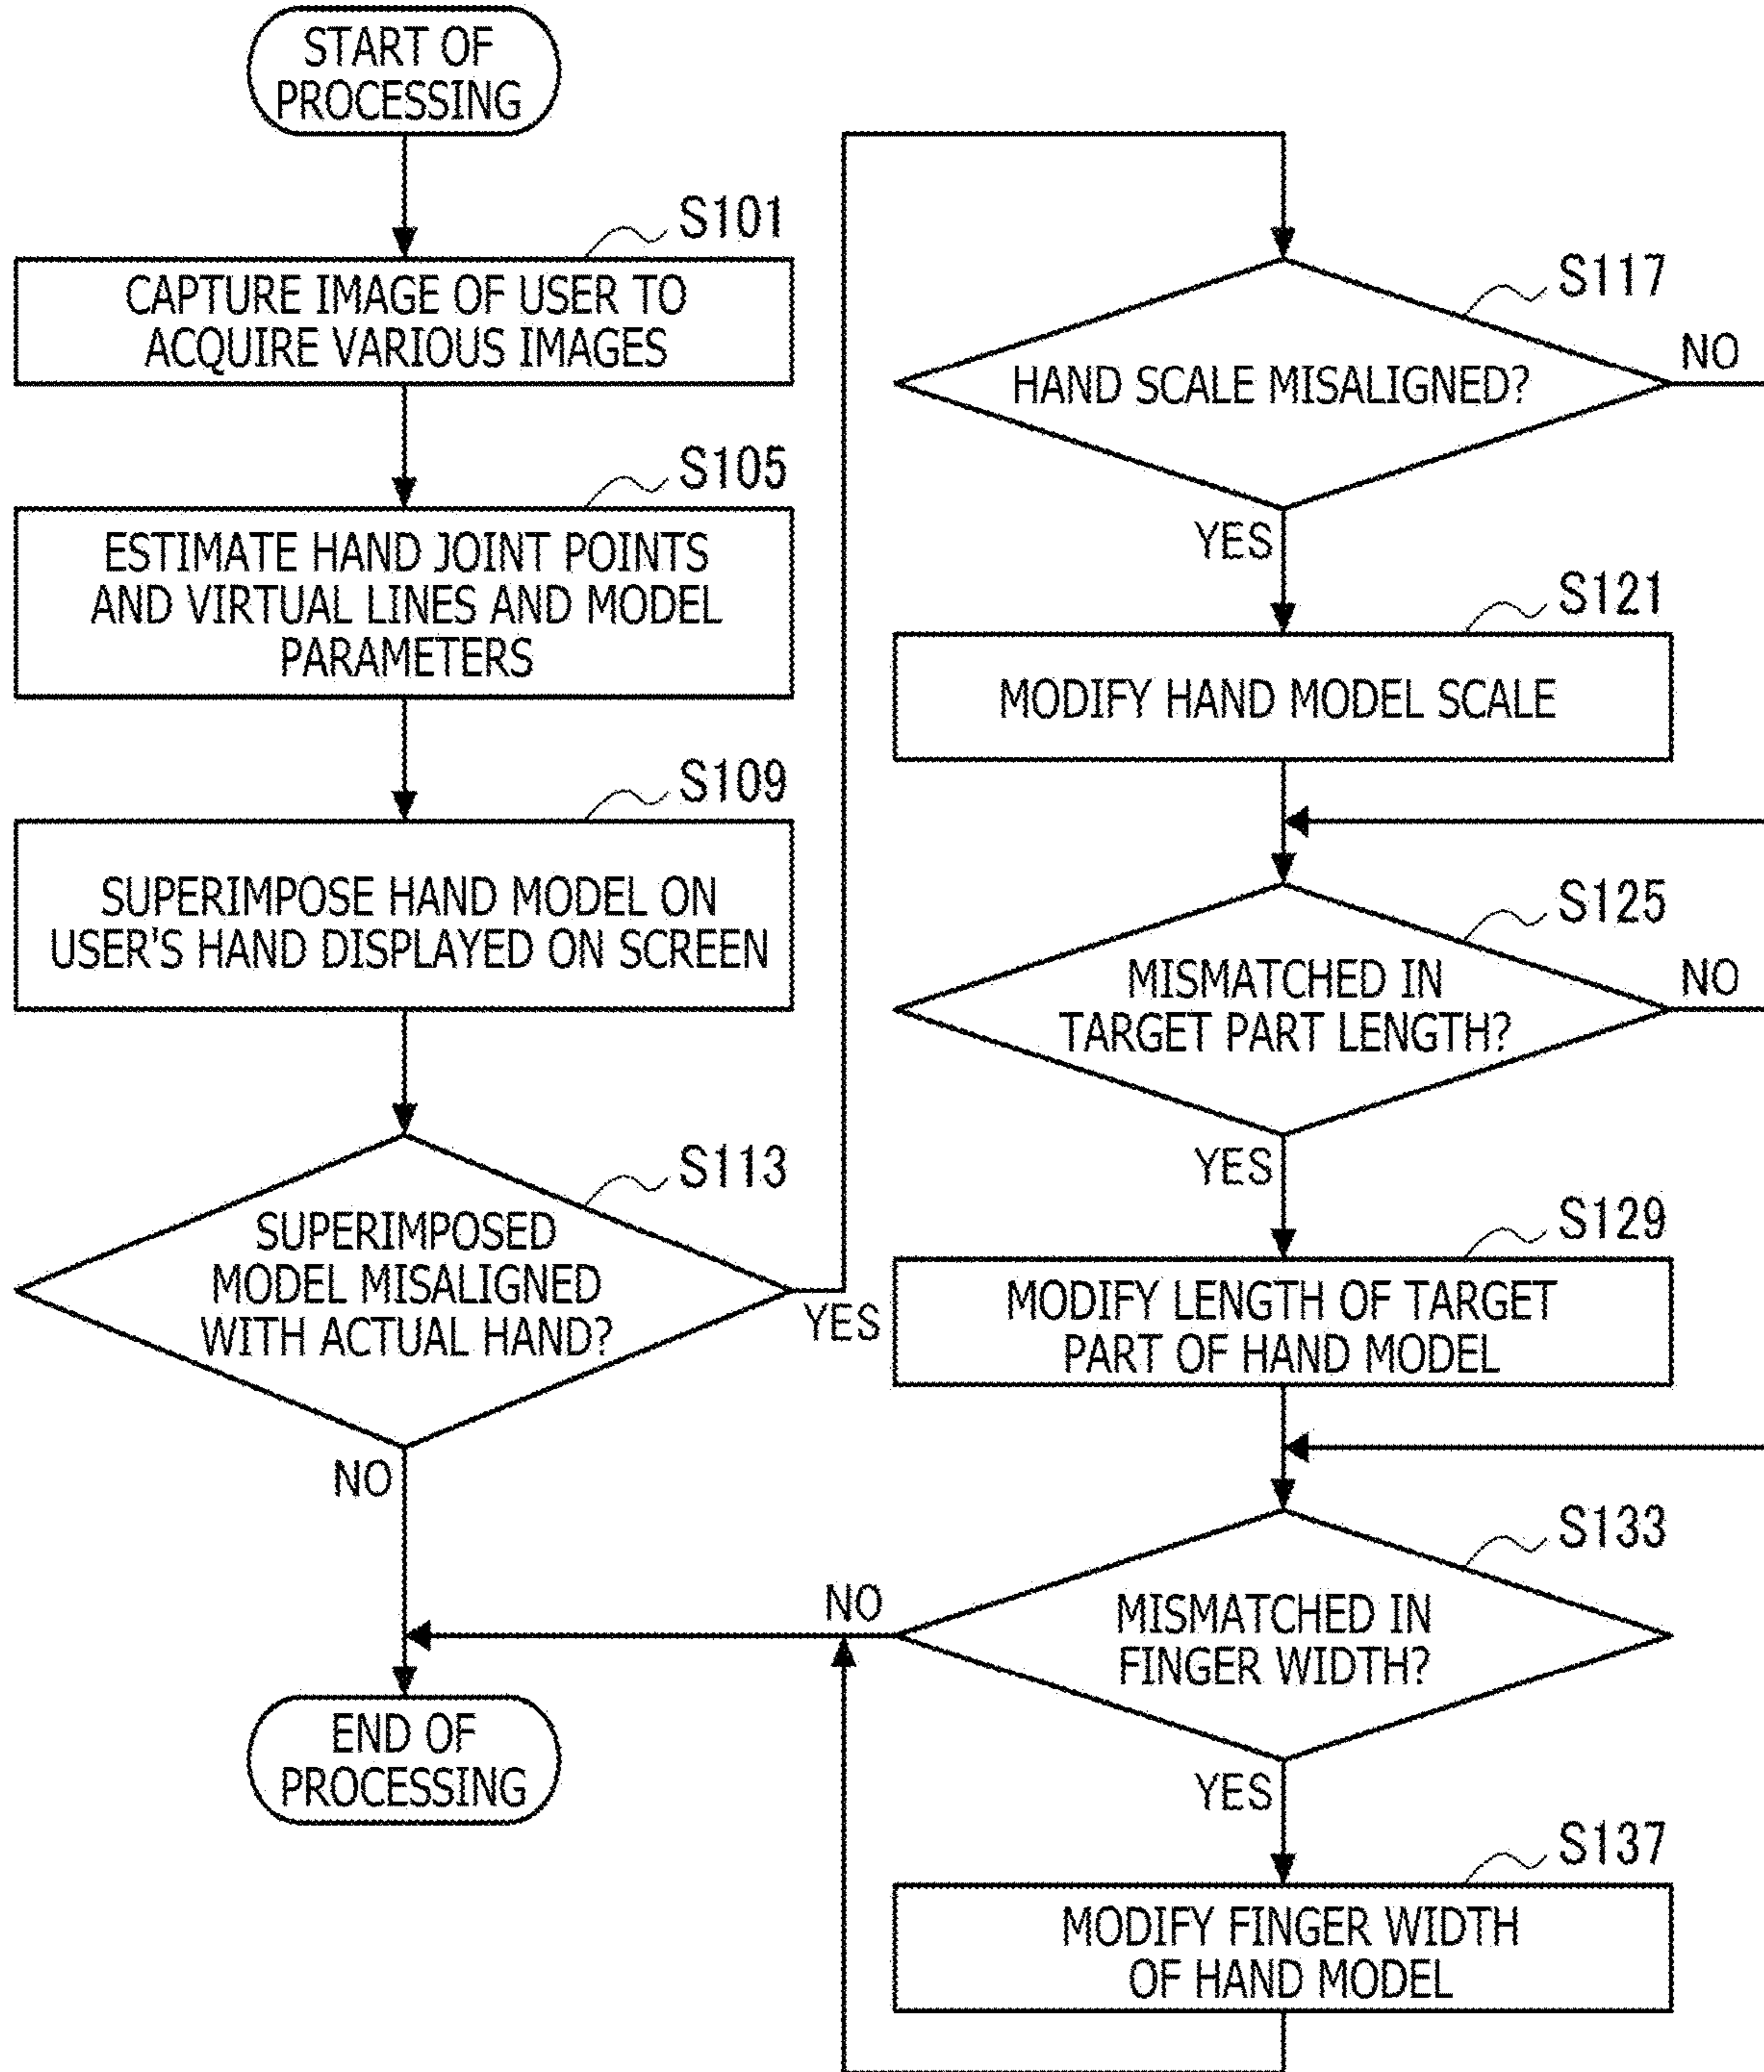 START OF
PROCESSING
S101
CAPTURE IMAGE OF USER TO
ACQUIRE VARIOUS IMAGES
S105
ESTIMATE HAND JOINT POINTS
AND VIRTUAL LINES AND MODEL
PARAMETERS
S109
SUPERIMPOSE HAND MODEL ON
USER'S HAND DISPLAYED ON SCREEN
S113
SUPERIMPOSED
MODEL MISALIGNED
WITH ACTUAL HAND?
YES
NO
END OF
PROCESSING
S117
HAND SCALE MISALIGNED?
NO
YES
S121
MODIFY HAND MODEL SCALE
S125
MISMATCHED IN
TARGET PART LENGTH?
NO
YES
S129
MODIFY LENGTH OF TARGET
PART OF HAND MODEL
S133
MISMATCHED IN
FINGER WIDTH?
NO
YES
S137
MODIFY FINGER WIDTH
OF HAND MODEL